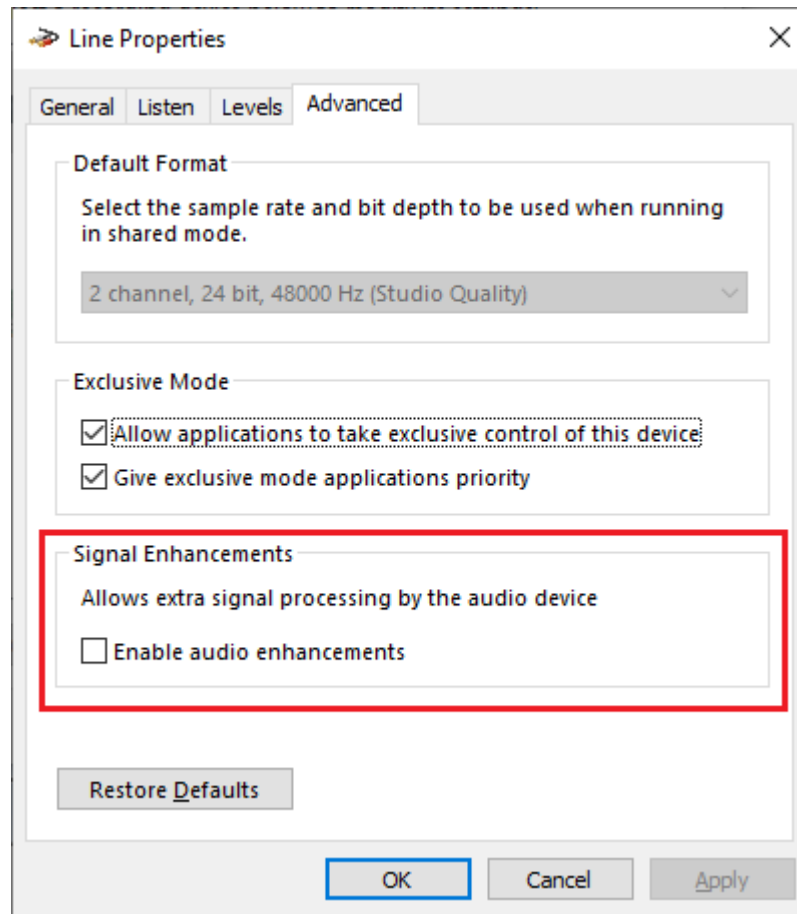 Line Properties
General Listen Levels Advanced
Default Format
Select the sample rate and bit depth to be used when running
in shared mode.
2 channel, 24 bit, 48000 Hz (Studio Quality)
Exclusive Mode
Allow applications to take exclusive control of this device
Give exclusive mode applications priority
Signal Enhancements
Allows extra signal processing by the audio device
Enable audio enhancements
Restore Defaults
OK Cancel Apply